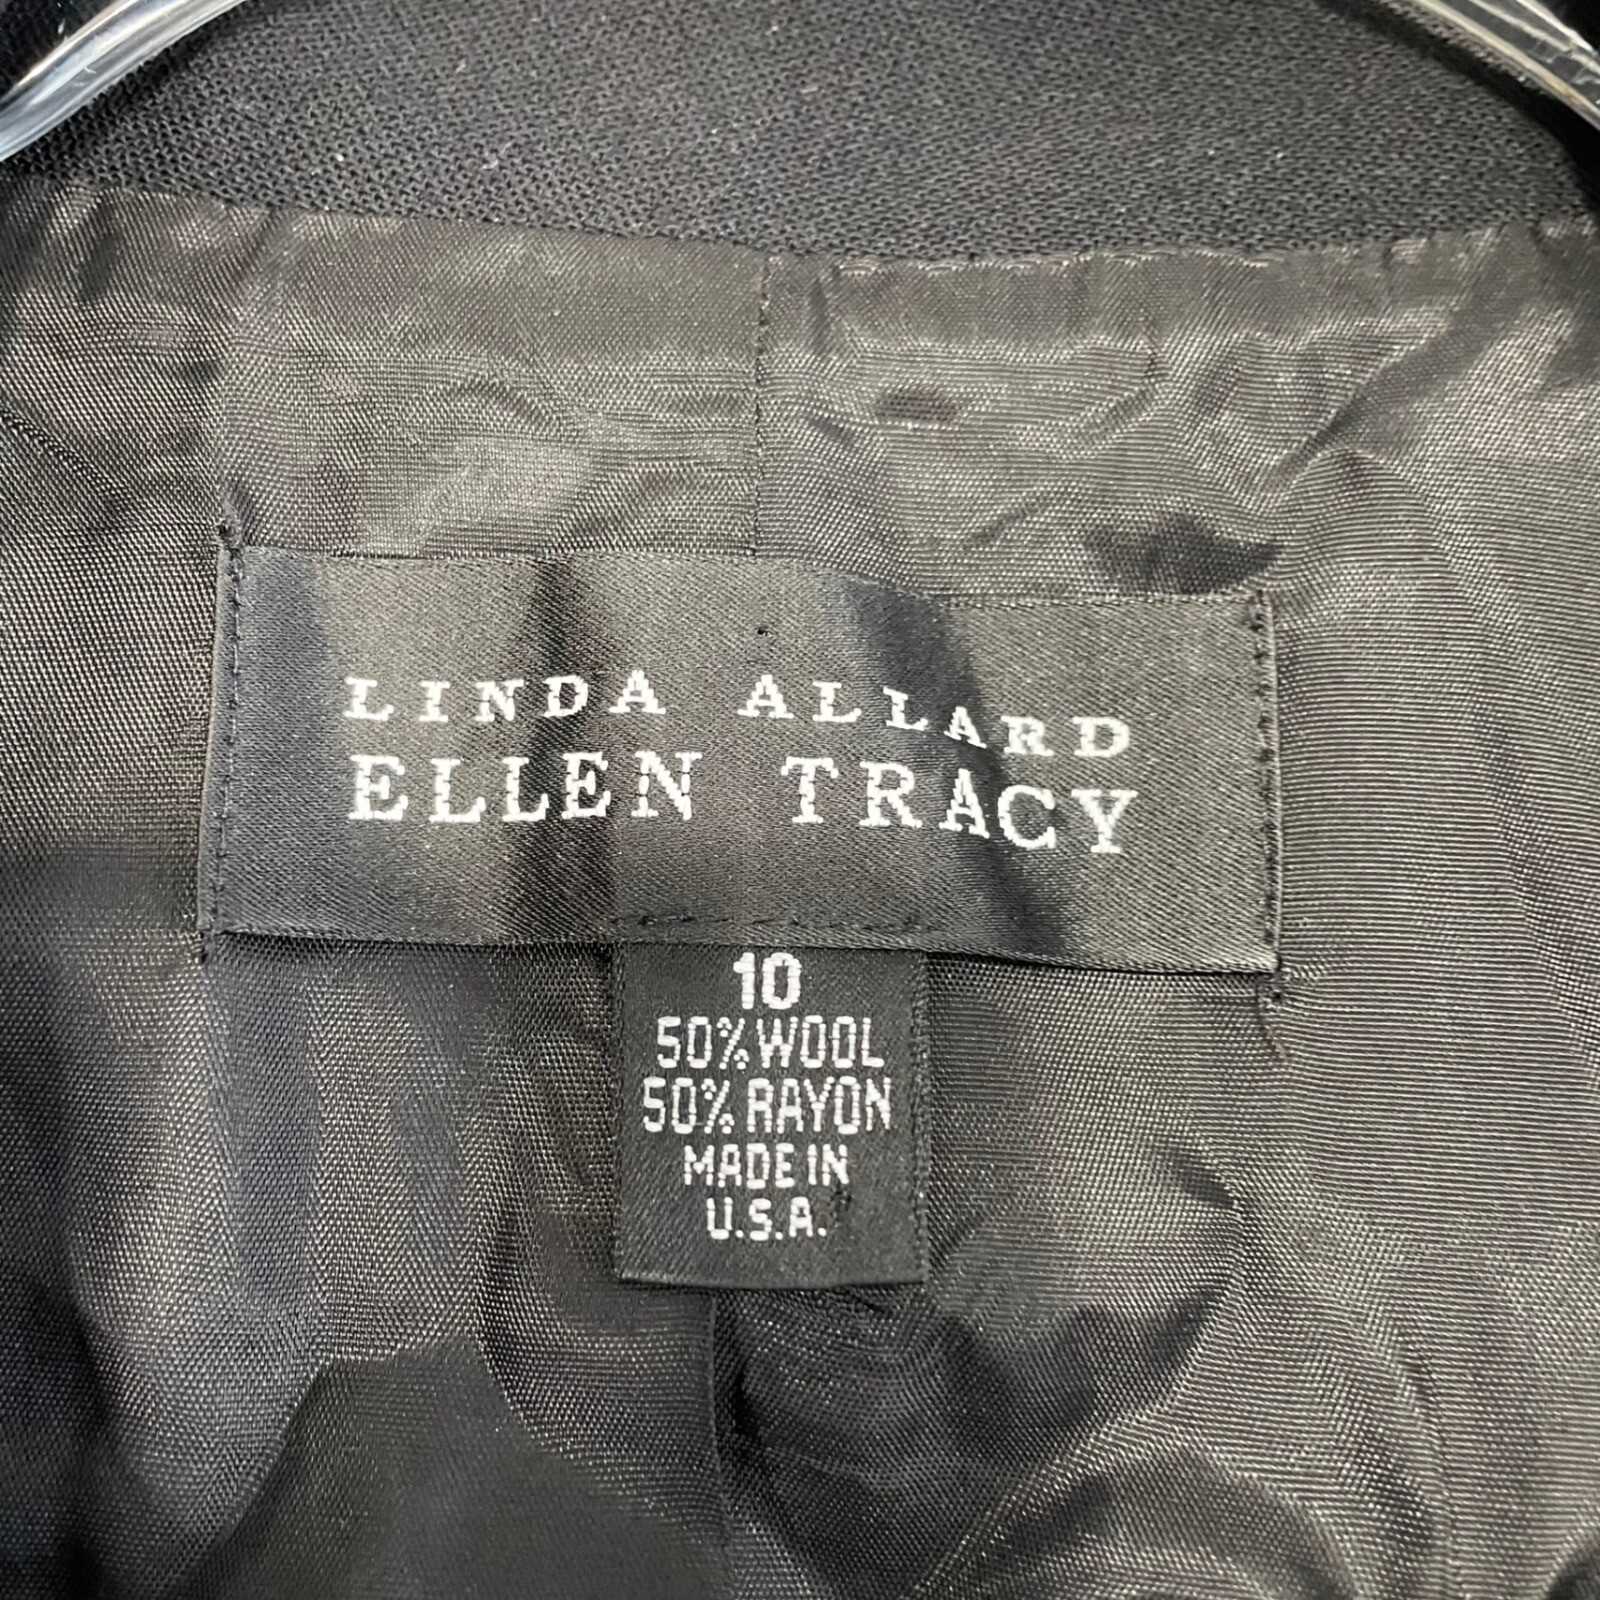 LINDA ALLARD
ELLEN TRACY
10
50% WOOL
50% RAYON
MADE IN
U.S.A.